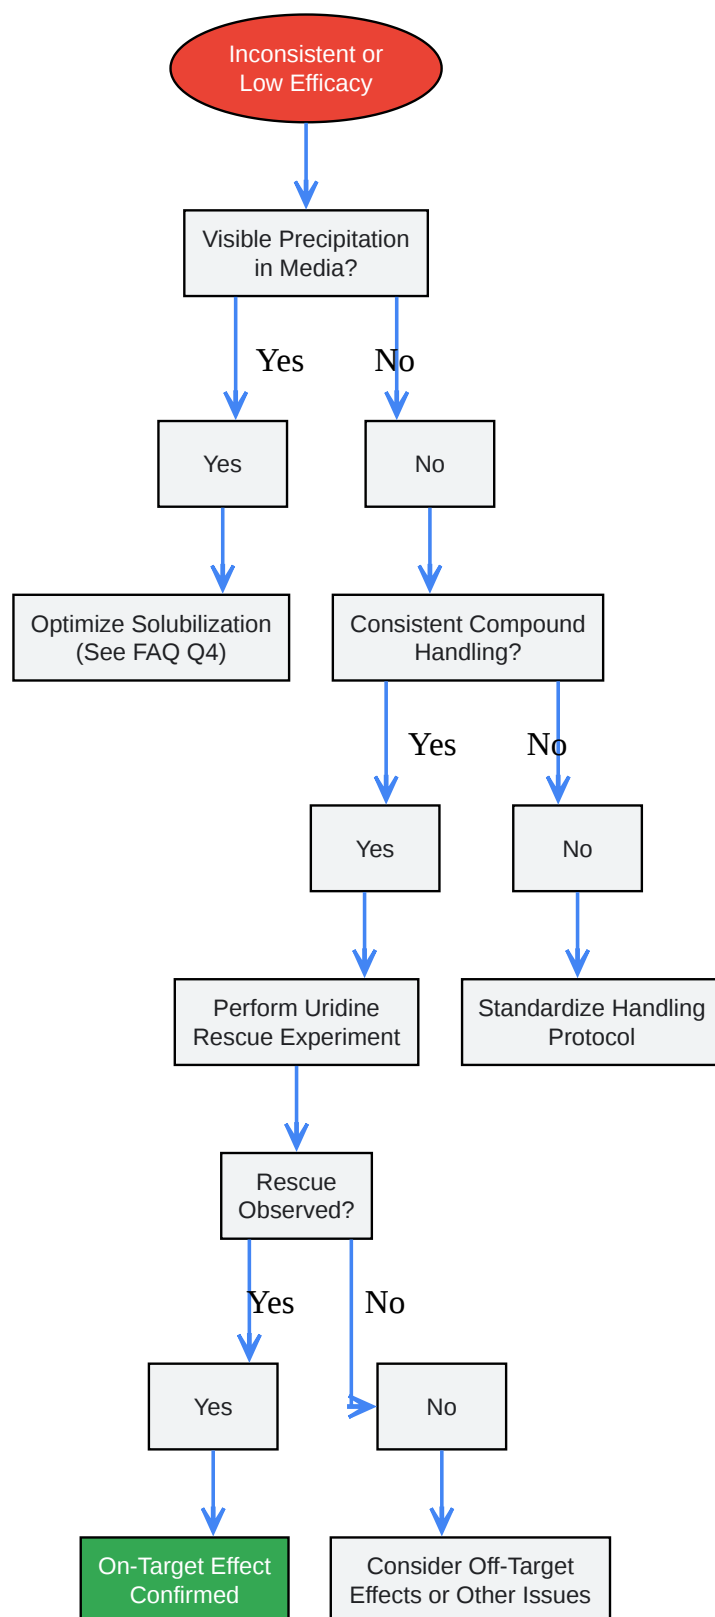 Inconsistent or
Low Efficacy
Visible Precipitation
in Media?
Yes
No
Yes
No
Optimize Solubilization
(See FAQ Q4)
Consistent Compound
Handling?
Yes
No
Yes
No
Perform Uridine
Rescue Experiment
Standardize Handling
Protocol
Rescue
Observed?
Yes
No
Yes
No
On-Target Effect
Confirmed
Consider Off-Target
Effects or Other Issues